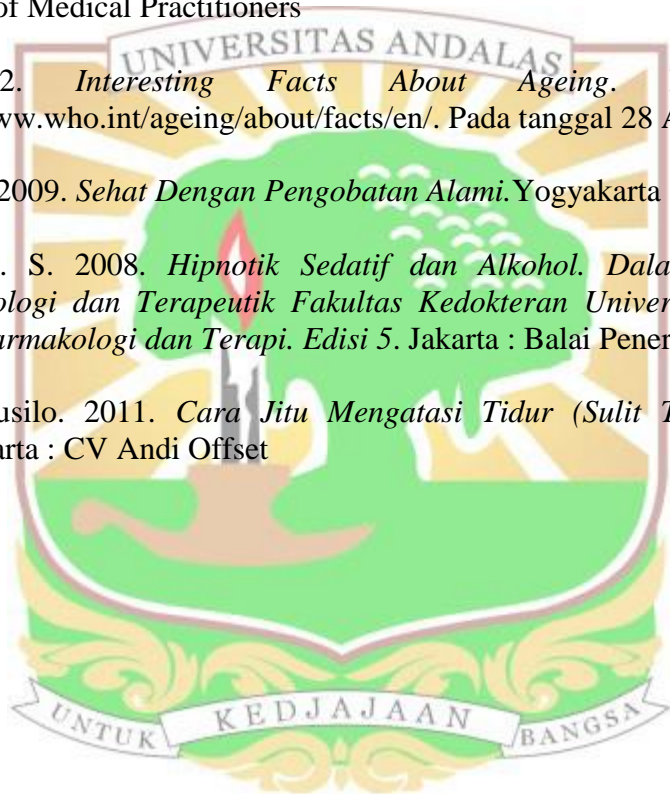 of Medical Practitioners
UNIVERSITAS ANDALAS
2. Interesting Facts About Ageing.
www.who.int/ageing/about/facts/en/. Pada tanggal 28 A
2009. Sehat Dengan Pengobatan Alami.Yogyakarta
. S. 2008. Hipnotik Sedatif dan Alkohol. Dala
ologi dan Terapeutik Fakultas Kedokteran Univer
armakologi dan Terapi. Edisi 5. Jakarta : Balai Pener
usilo. 2011. Cara Jitu Mengatasi Tidur (Sulit T
arta : CV Andi Offset
UNTUK KEDJAJAAN BANGSA